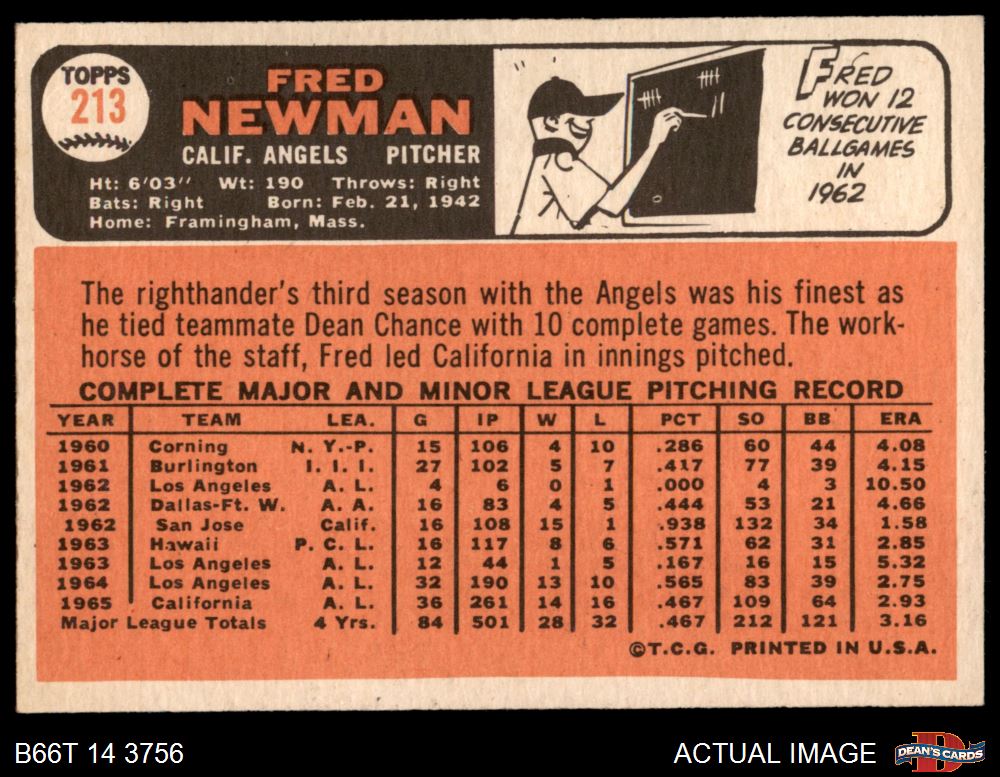 TOPPS
213
FRED
NEWMAN
CALIF. ANGELS PITCHER
Ht: 6'03" Wt: 190 Throws: Right
Bats: Right Born: Feb. 21, 1942
Home: Framingham, Mass.
FRED
WON 12
CONSECUTIVE
BALLGAMES
IN
1962
The righthander's third season with the Angels was his finest as
he tied teammate Dean Chance with 10 complete games. The work-
horse of the staff, Fred led California in innings pitched.
COMPLETE MAJOR AND MINOR LEAGUE PITCHING RECORD
YEAR TEAM LEA. G IP W L PCT SO BB ERA
1960 Corning N. Y.-P. 15 106 4 10 .286 60 44 4.08
1961 Burlington I. I. I. 27 102 5 7 .417 77 39 4.15
1962 Los Angeles A. L. 4 6 0 1 .000 4 3 10.50
1962 Dallas-Ft. W. A. A. 16 83 4 5 .444 53 21 4.66
1962 San Jose Calif. 16 108 15 1 .938 132 34 1.58
1963 Hawaii P. C. L. 16 117 8 6 .571 62 31 2.85
1963 Los Angeles A. L. 12 44 1 5 .167 16 15 5.32
1964 Los Angeles A. L. 32 190 13 10 .565 83 39 2.75
1965 California A. L. 36 261 14 16 .467 109 64 2.93
Major League Totals 4 Yrs. 84 501 28 32 .467 212 121 3.16
©T.C.G. PRINTED IN U.S.A.
B66T 14 3756
ACTUAL IMAGE
D
DEAN'S CARDS